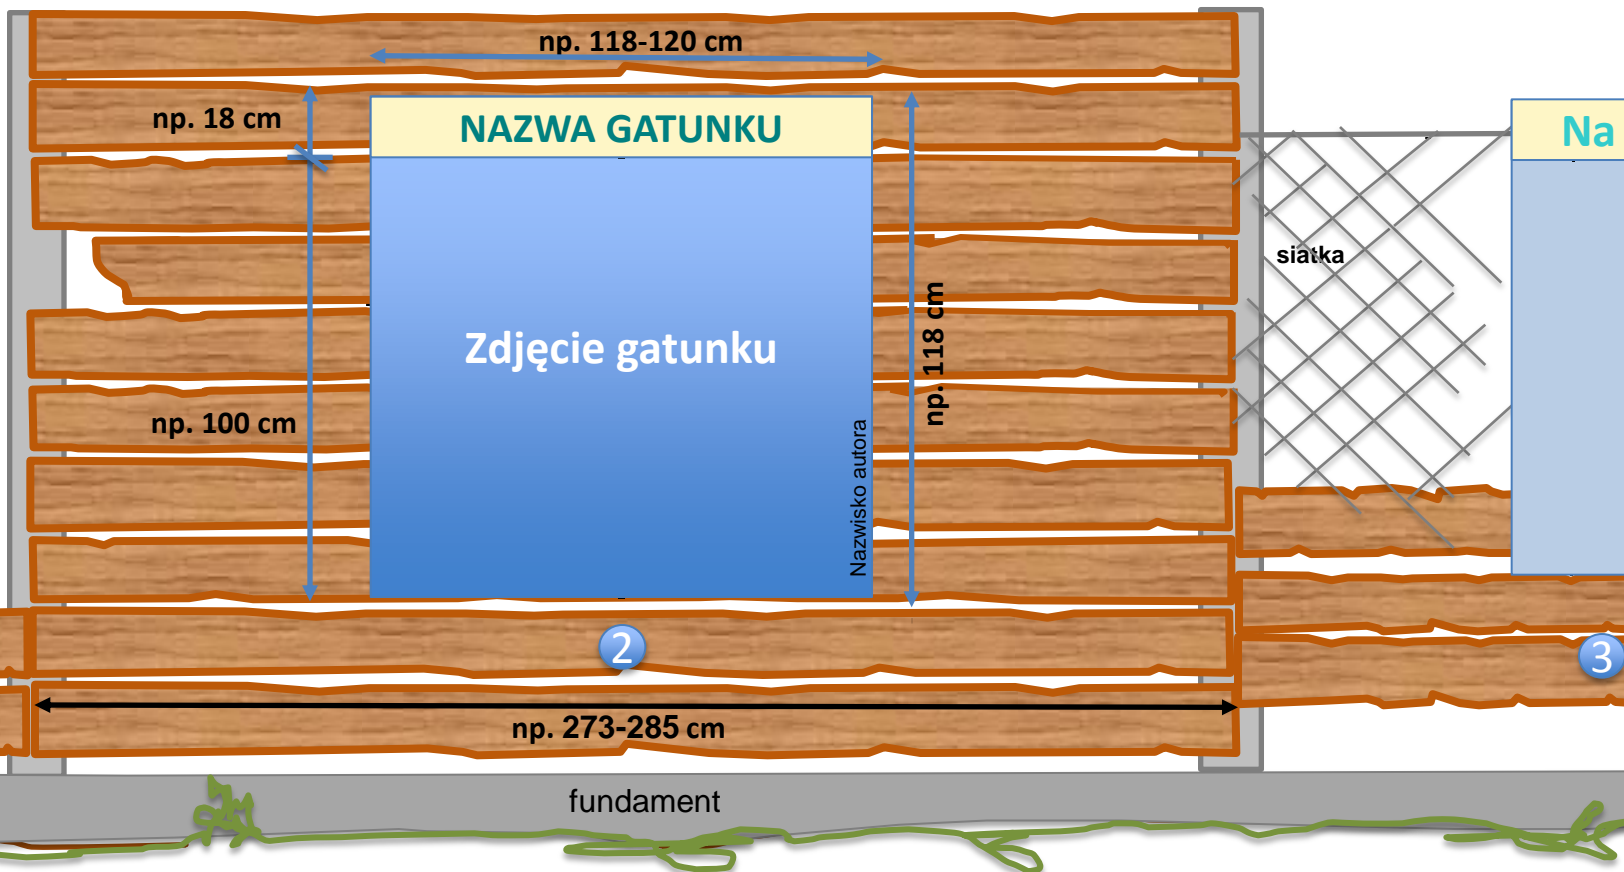 np. 118-120 cm
np. 18 cm
NAZWA GATUNKU
Na
siatka
Zdjęcie gatunku
np. 118 cm
np. 100 cm
Nazwisko autora
2
3
np. 273-285 cm
fundament